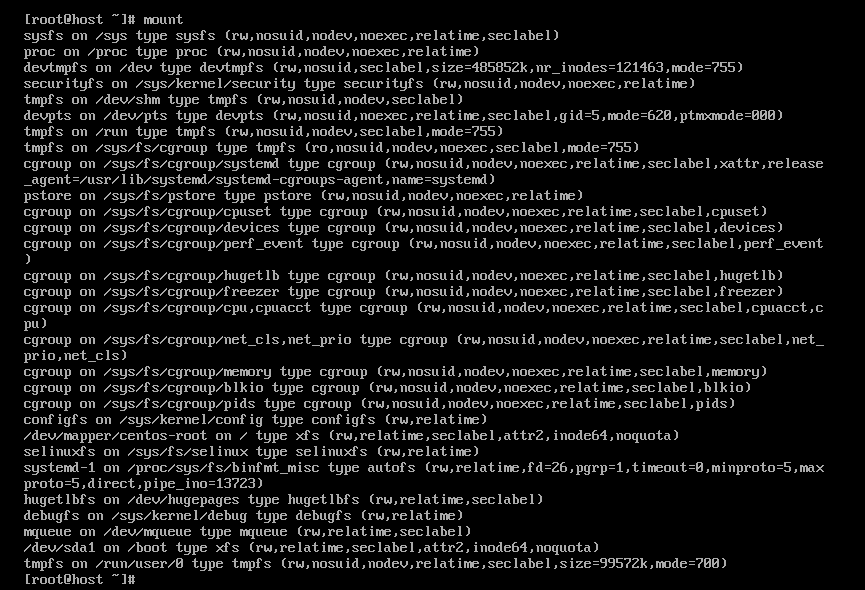 [root@host ~]# mount
sysfs on /sys type sysfs (rw,nosuid,nodev,noexec,relatime,seclabel)
proc on /proc type proc (rw,nosuid,nodev,noexec,relatime)
devtmpfs on /dev type devtmpfs (rw,nosuid,seclabel,size=485852k,nr_inodes=121463,mode=755)
securityfs on /sys/kernel/security type securityfs (rw,nosuid,nodev,noexec,relatime)
tmpfs on /dev/shm type tmpfs (rw,nosuid,nodev,seclabel)
devpts on /dev/pts type devpts (rw,nosuid,noexec,relatime,seclabel,gid=5,mode=620,ptmxmode=000)
tmpfs on /run type tmpfs (rw,nosuid,nodev,seclabel,mode=755)
tmpfs on /sys/fs/cgroup type tmpfs (ro,nosuid,nodev,noexec,seclabel,mode=755)
cgroup on /sys/fs/cgroup/systemd type cgroup (rw,nosuid,nodev,noexec,relatime,seclabel,xattr,release
_agent=/usr/lib/systemd/systemd-cgroups-agent,name=systemd)
pstore on /sys/fs/pstore type pstore (rw,nosuid,nodev,noexec,relatime)
cgroup on /sys/fs/cgroup/cpuset type cgroup (rw,nosuid,nodev,noexec,relatime,seclabel,cpuset)
cgroup on /sys/fs/cgroup/devices type cgroup (rw,nosuid,nodev,noexec,relatime,seclabel,devices)
cgroup on /sys/fs/cgroup/perf_event type cgroup (rw,nosuid,nodev,noexec,relatime,seclabel,perf_event
)
cgroup on /sys/fs/cgroup/hugetlb type cgroup (rw,nosuid,nodev,noexec,relatime,seclabel,hugetlb)
cgroup on /sys/fs/cgroup/freezer type cgroup (rw,nosuid,nodev,noexec,relatime,seclabel,freezer)
cgroup on /sys/fs/cgroup/cpu,cpuacct type cgroup (rw,nosuid,nodev,noexec,relatime,seclabel,cpuacct,c
pu)
cgroup on /sys/fs/cgroup/net_cls,net_prio type cgroup (rw,nosuid,nodev,noexec,relatime,seclabel,net_
prio,net_cls)
cgroup on /sys/fs/cgroup/memory type cgroup (rw,nosuid,nodev,noexec,relatime,seclabel,memory)
cgroup on /sys/fs/cgroup/blkio type cgroup (rw,nosuid,nodev,noexec,relatime,seclabel,blkio)
cgroup on /sys/fs/cgroup/pids type cgroup (rw,nosuid,nodev,noexec,relatime,seclabel,pids)
configfs on /sys/kernel/config type configfs (rw,relatime)
/dev/mapper/centos-root on / type xfs (rw,relatime,seclabel,attr2,inode64,noquota)
selinuxfs on /sys/fs/selinux type selinuxfs (rw,relatime)
systemd-1 on /proc/sys/fs/binfmt_misc type autofs (rw,relatime,fd=26,pgrp=1,timeout=0,minproto=5,max
proto=5,direct,pipe_ino=13723)
hugetlbfs on /dev/hugepages type hugetlbfs (rw,relatime,seclabel)
debugfs on /sys/kernel/debug type debugfs (rw,relatime)
mqueue on /dev/mqueue type mqueue (rw,relatime,seclabel)
/dev/sda1 on /boot type xfs (rw,relatime,seclabel,attr2,inode64,noquota)
tmpfs on /run/user/0 type tmpfs (rw,nosuid,nodev,relatime,seclabel,size=99572k,mode=700)
[root@host ~]#